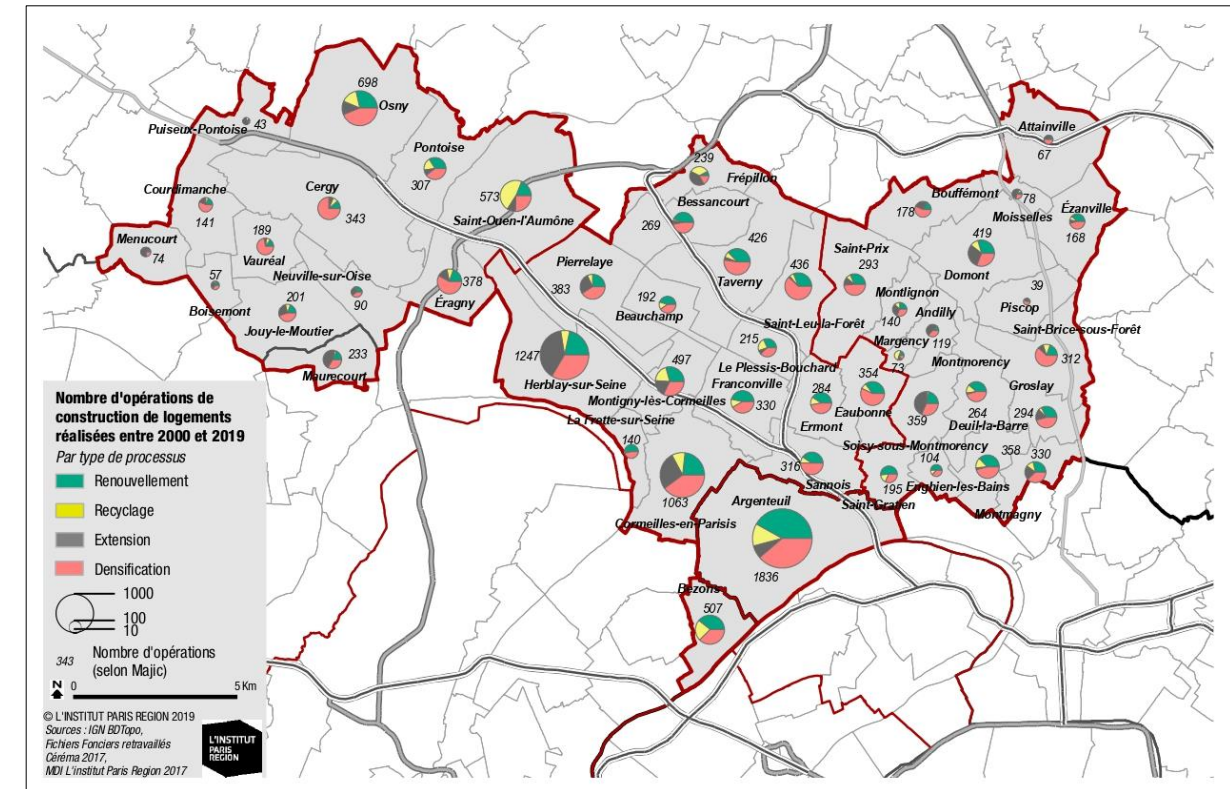 698
Osny
Puiseux-Pontoise
43
Pontoise
307
573
Saint-Ouen-l'Aumône
Courdimanche
141
Cergy
343
Menucourt
74
189
Vauréal
Neuville-sur-Oise
90
57
Boisemont
201
Jouy-le-Moutier
378
Éragny
233
Maurecourt
239
Frépillon
Bessancourt
269
426
Taverny
Pierrelaye
383
192
Beauchamp
436
Saint-Leu-la-Forêt
Attainville
67
Bouffémont
178
78
Moisselles
Ézanville
168
419
Domont
Saint-Prix
293
39
Piscop
Montlignon
140
Andilly
119
Margency
73
Saint-Brice-sous-Forêt
312
1247
Herblay-sur-Seine
497
Montigny-lès-Cormeilles
215
Le Plessis-Bouchard
Franconville
330
284
Ermont
354
Eaubonne
Montmorency
359
264
Groslay
Deuil-la-Barre
294
La Frette-sur-Seine
140
Soisy-sous-Montmorency
104
358
330
Enghien-les-Bains
195
Saint-Gratien
Montmagny
316
Sannois
1063
Cormeilles-en-Parisis
Argenteuil
1836
Bezons
507
Nombre d'opérations de
construction de logements
réalisées entre 2000 et 2019
Par type de processus
Renouvellement
Recyclage
Extension
Densification
1000
100
10
343
Nombre d'opérations
(selon Majic)
N
0
5 Km
© L'INSTITUT PARIS REGION 2019
Sources : IGN BDTopo,
Fichiers Fonciers retravaillés
Céréma 2017,
MDI L'institut Paris Region 2017
L'INSTITUT
PARIS
REGION